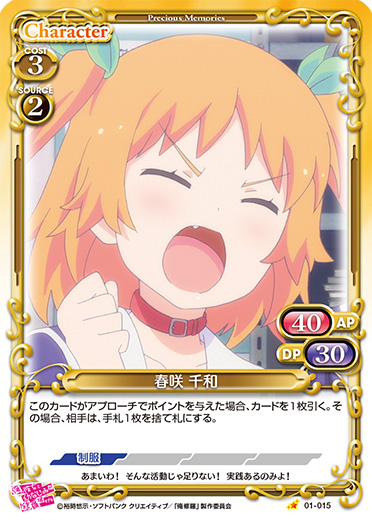 Precious Memories
Character
COST
3
SOURCE
2
40 AP
DP 30
春咲 千和
このカードがアプローチでポイントを与えた場合、カードを1枚引く。そ
の場合、相手は、手札1枚を捨て札にする。
制服
あまいわ! そんな活動じゃ足りない! 実践あるのみよ!
©裕時悠示・ソフトバンク クリエイティブ/「俺修羅」製作委員会
01-015